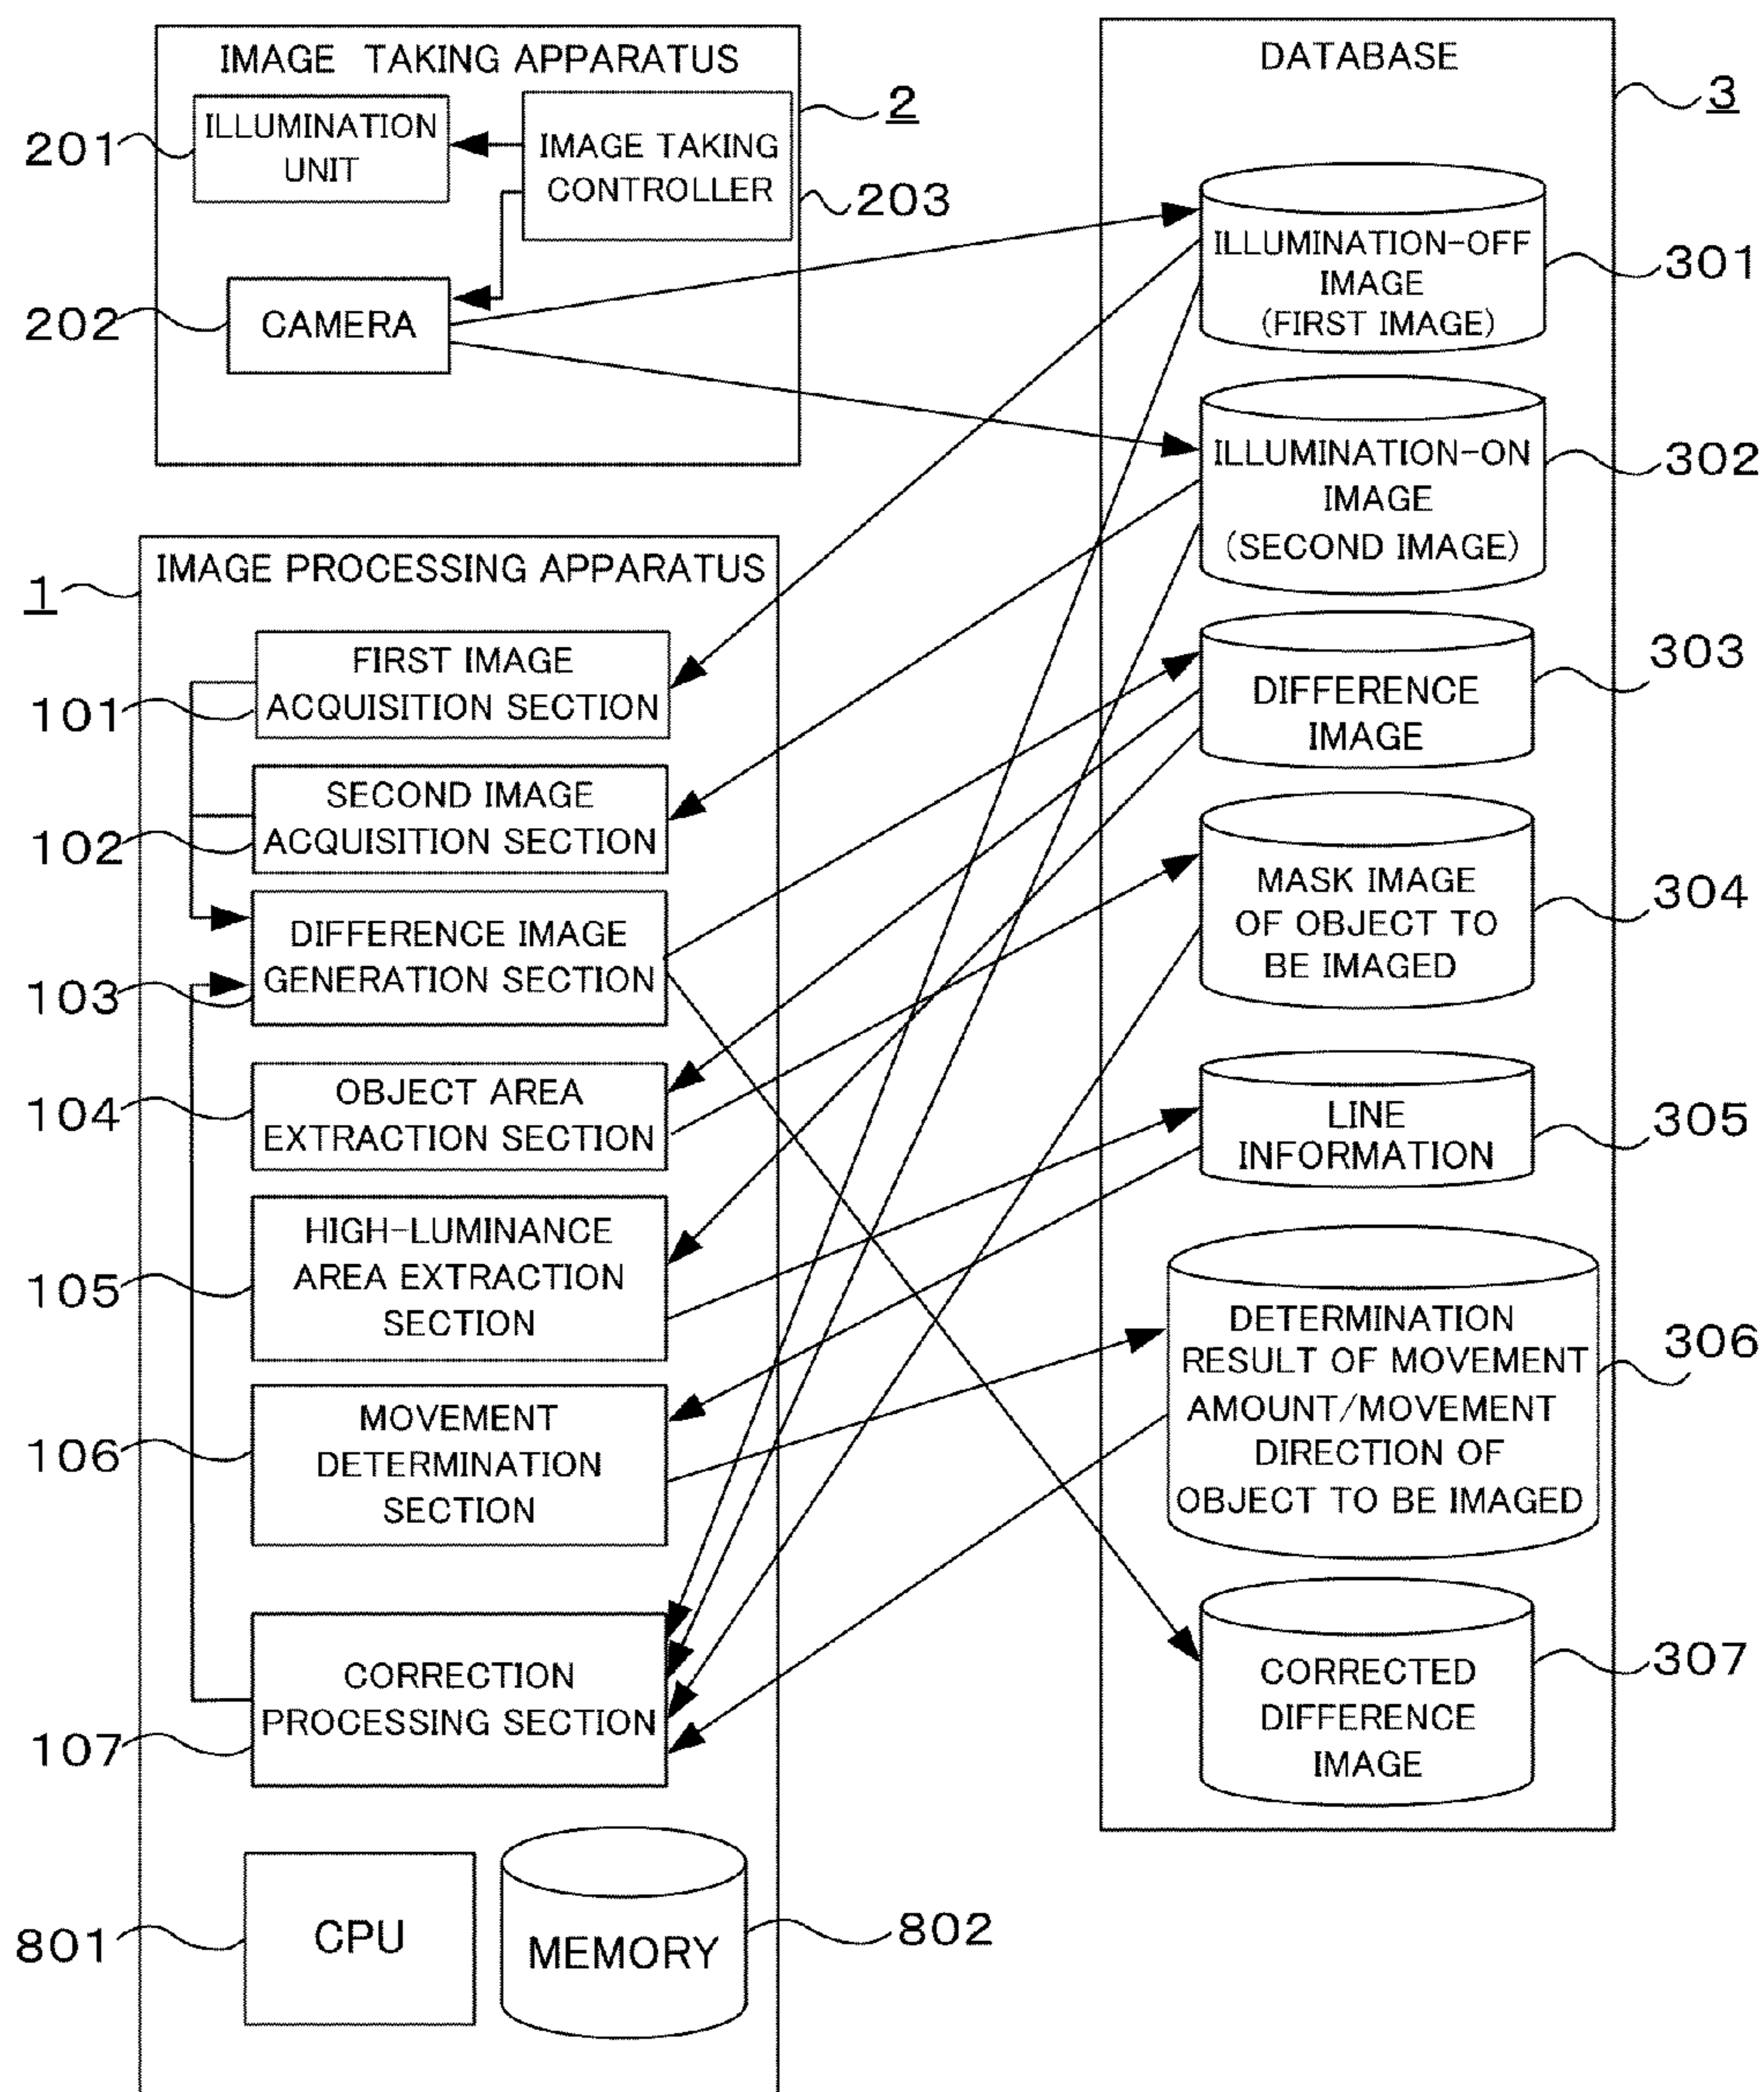 IMAGE TAKING APPARATUS
2
201
ILLUMINATION
UNIT
IMAGE TAKING
CONTROLLER
203
202
CAMERA
1
IMAGE PROCESSING APPARATUS
101
FIRST IMAGE
ACQUISITION SECTION
102
SECOND IMAGE
ACQUISITION SECTION
103
DIFFERENCE IMAGE
GENERATION SECTION
104
OBJECT AREA
EXTRACTION SECTION
105
HIGH-LUMINANCE
AREA EXTRACTION
SECTION
106
MOVEMENT
DETERMINATION
SECTION
107
CORRECTION
PROCESSING SECTION
801
CPU
MEMORY
802
DATABASE
3
ILLUMINATION-OFF
IMAGE
(FIRST IMAGE)
301
ILLUMINATION-ON
IMAGE
(SECOND IMAGE)
302
DIFFERENCE
IMAGE
303
MASK IMAGE
OF OBJECT TO
BE IMAGED
304
LINE
INFORMATION
305
DETERMINATION
RESULT OF MOVEMENT
AMOUNT/MOVEMENT
DIRECTION OF
OBJECT TO BE IMAGED
306
CORRECTED
DIFFERENCE
IMAGE
307